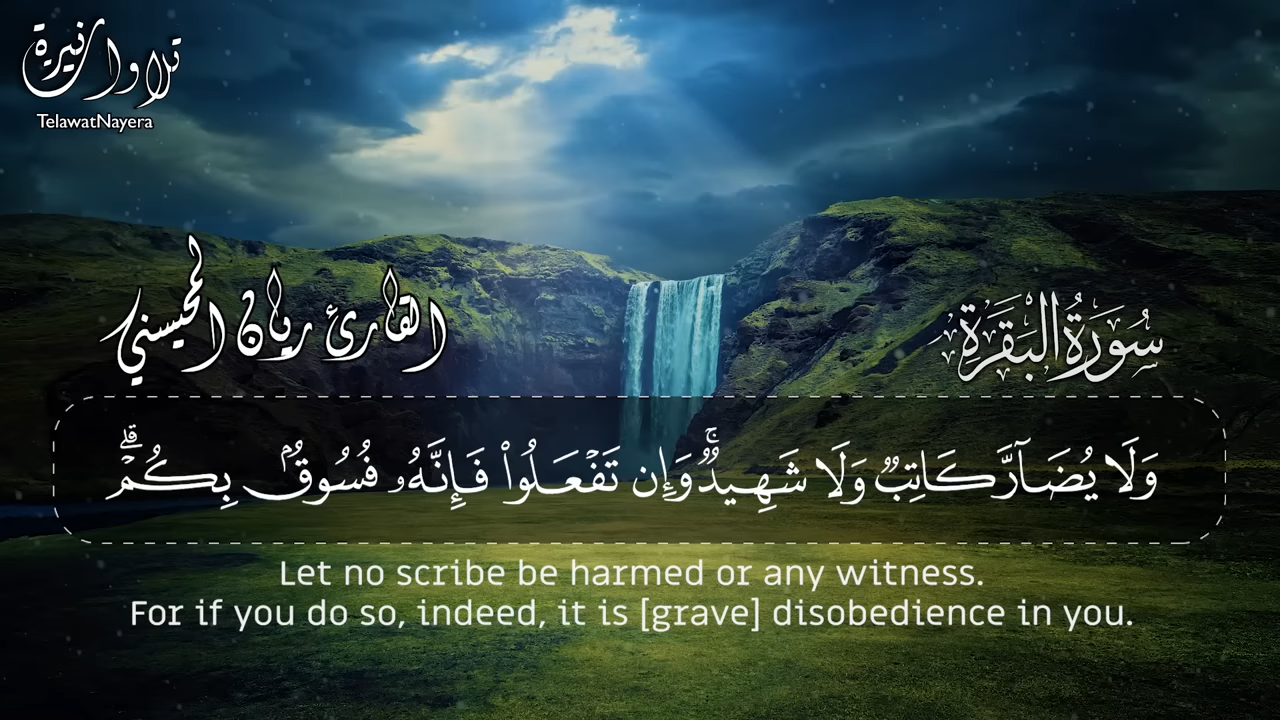 تلاوات نيرة
TelawatNayera
القارئ ريان المحيسني
سُورَةُ البَقَرَةِ
وَلَا يُضَآرَّ كَاتِبٌ وَلَا شَهِيدٌۚ وَإِن تَفْعَلُوا۟ فَإِنَّهُۥ فُسُوقٌۢ بِكُمْۗ
Let no scribe be harmed or any witness.
For if you do so, indeed, it is [grave] disobedience in you.